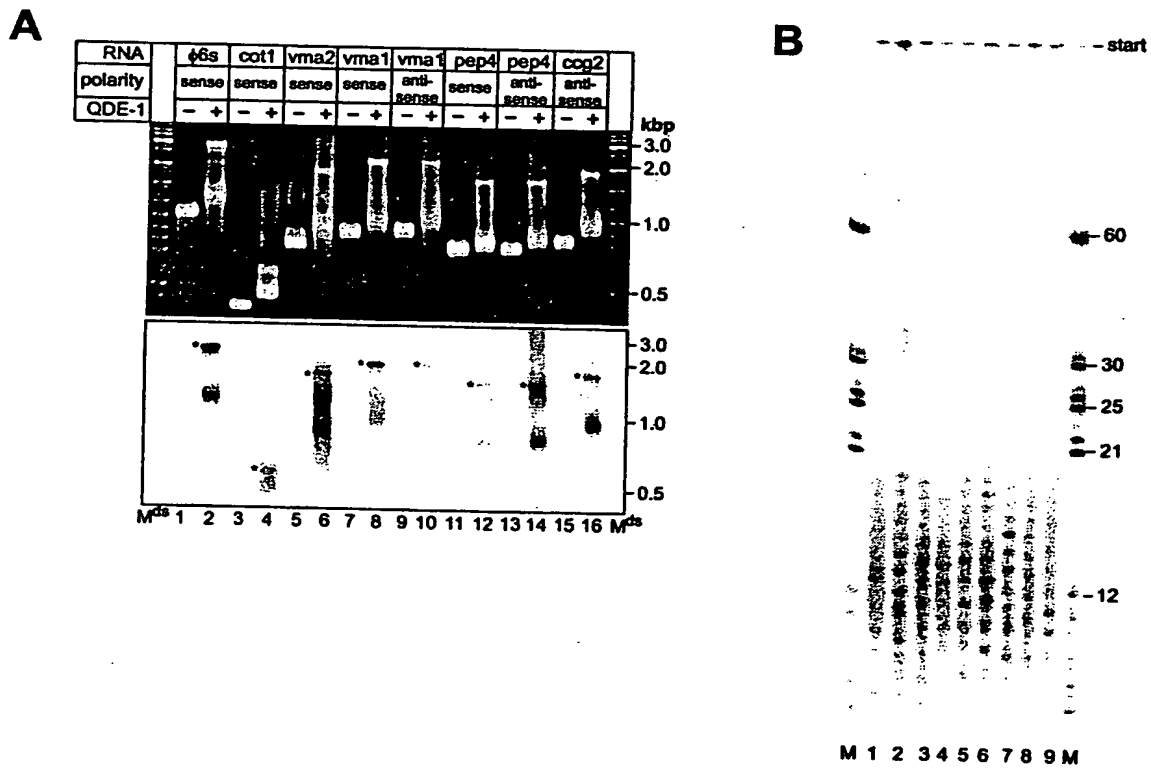 A
RNA φ6s cot1 vma2 vma1 vma1 pep4 pep4 ccg2
polarity sense sense sense sense anti-sense sense anti-sense anti-sense
QDE-1 − + − + − + − + − + − + − + − +
kbp
3.0
2.0
1.0
0.5
3.0
2.0
1.0
0.5
Mds 1 2 3 4 5 6 7 8 9 10 11 12 13 14 15 16 Mds
B
start
60
30
25
21
12
M 1 2 3 4 5 6 7 8 9 M